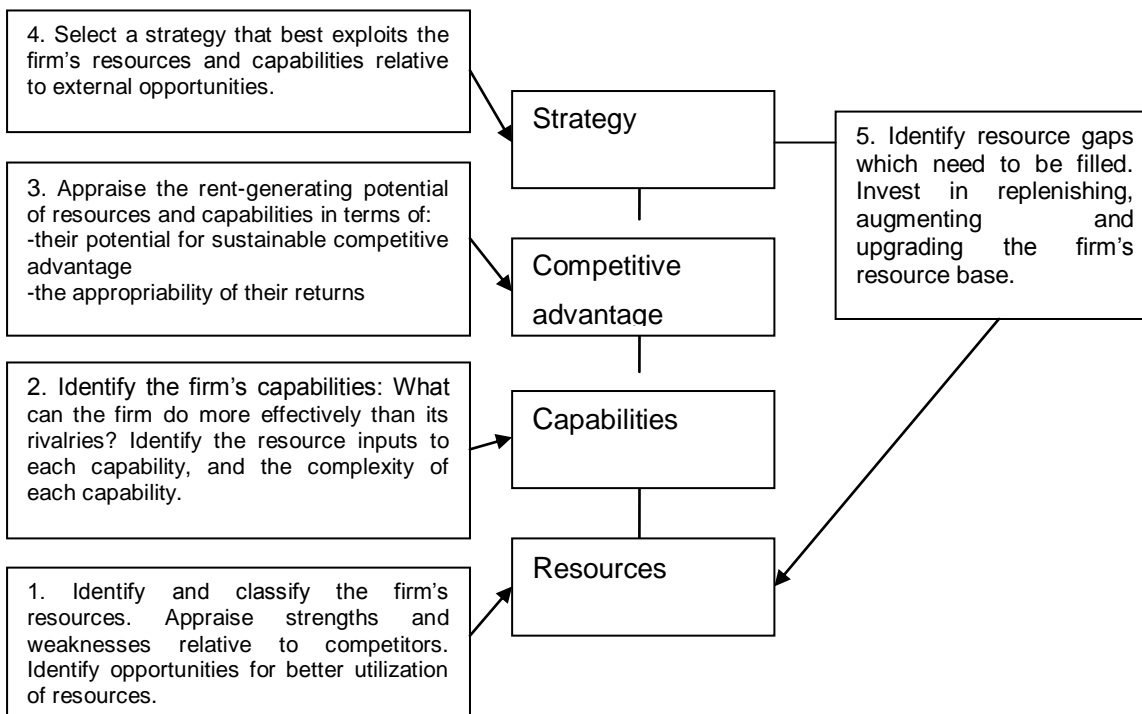 4. Select a strategy that best exploits the
firm’s resources and capabilities relative
to external opportunities.
Strategy
5. Identify resource gaps
which need to be filled.
Invest in replenishing,
augmenting and
upgrading the firm’s
resource base.
3. Appraise the rent-generating potential
of resources and capabilities in terms of:
-their potential for sustainable competitive
advantage
-the appropriability of their returns
Competitive
advantage
2. Identify the firm’s capabilities: What
can the firm do more effectively than its
rivalries? Identify the resource inputs to
each capability, and the complexity of
each capability.
Capabilities
1. Identify and classify the firm’s
resources. Appraise strengths and
weaknesses relative to competitors.
Identify opportunities for better utilization
of resources.
Resources